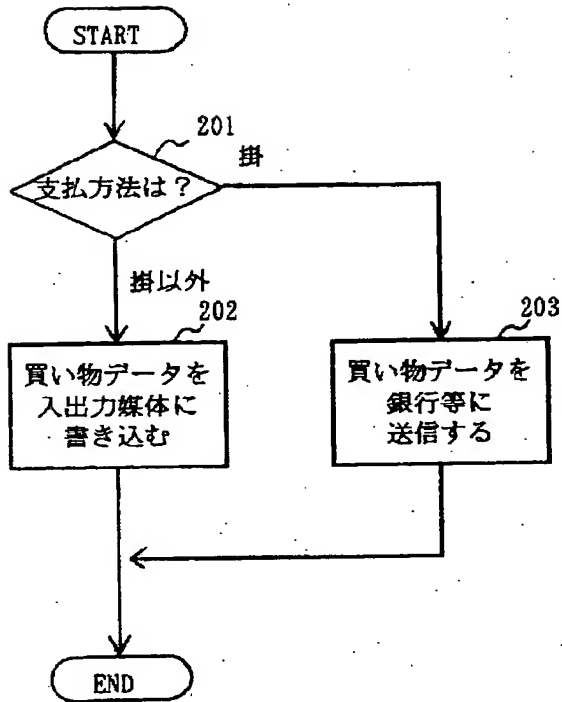 START
201
掛
支払方法は？
掛以外
202
買い物データを
入出力媒体に
書き込む
203
買い物データを
銀行等に
送信する
END